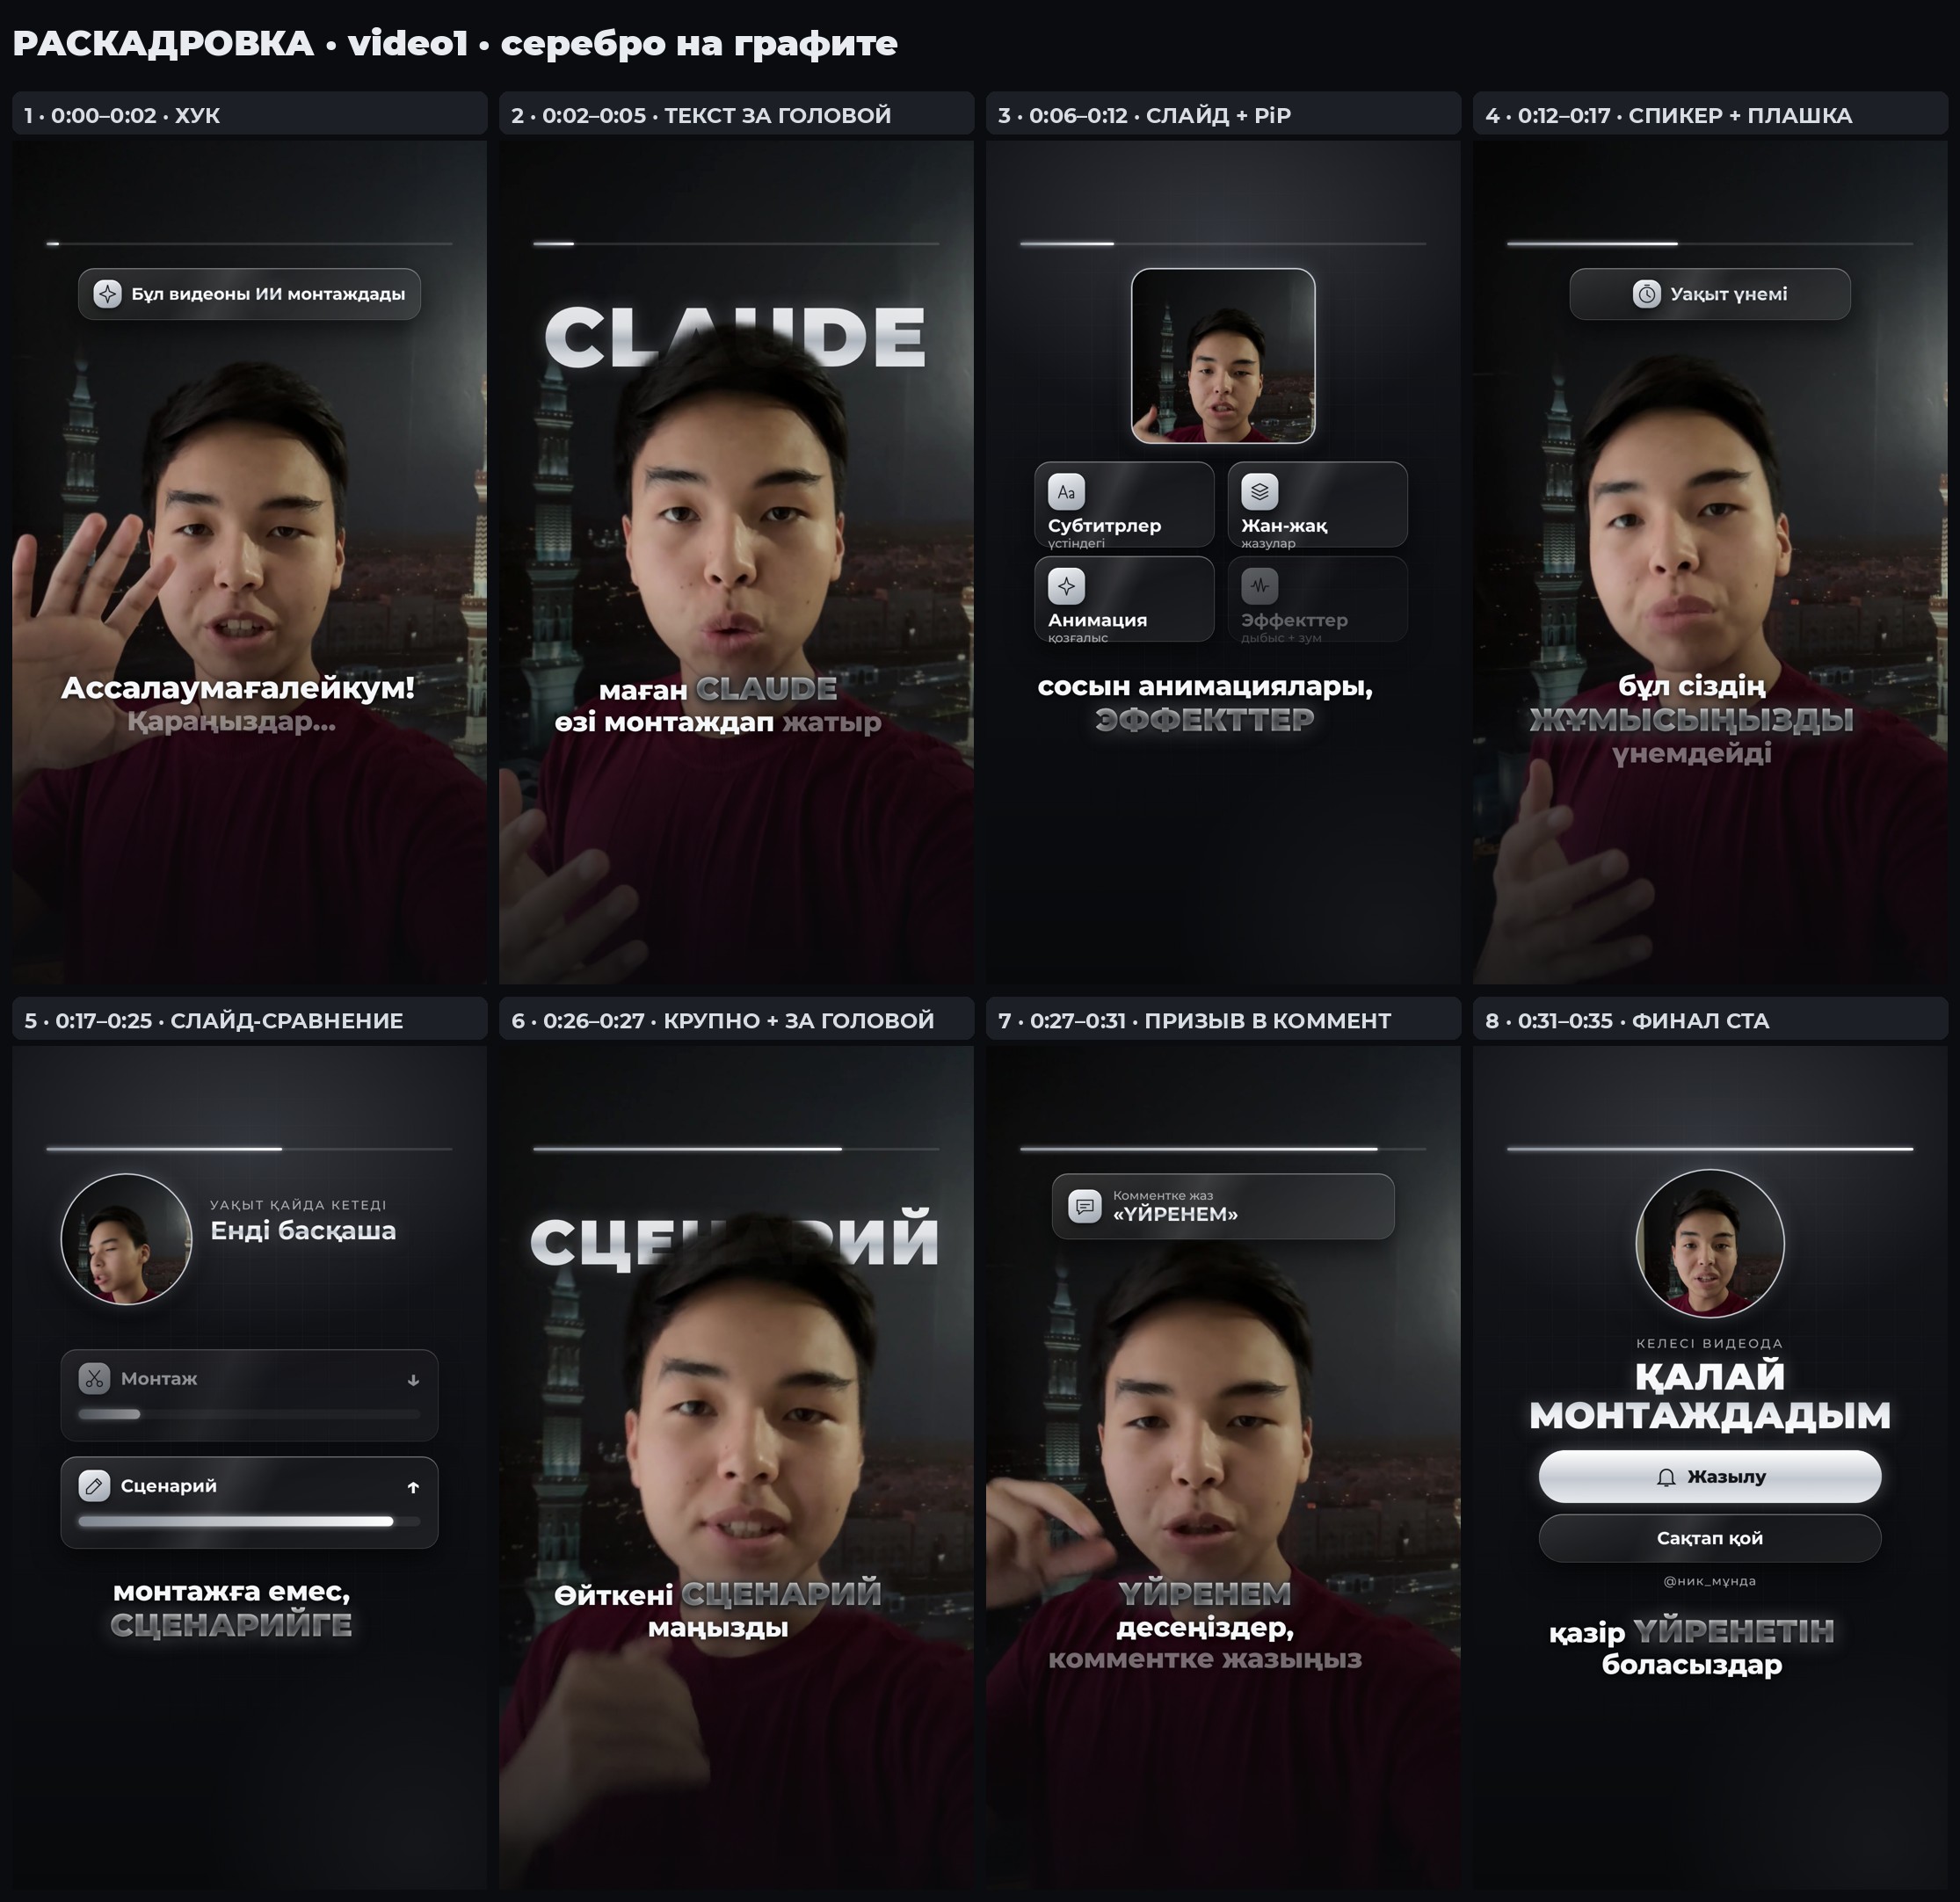 РАСКАДРОВКА • video1 • серебро на графите
1 • 0:00–0:02 • ХУК
Бұл видеоны ИИ монтаждады
Ассалаумағалейкум!
Қараңыздар...
2 • 0:02–0:05 • ТЕКСТ ЗА ГОЛОВОЙ
CLAUDE
маған CLAUDE
өзі монтаждап жатыр
3 • 0:06–0:12 • СЛАЙД + PiP
Aa
Субтитрлер
үстіндегі
Жан-жақ
жазулар
Анимация
қозғалыс
Эффекттер
дыбыс + зум
сосын анимациялары,
ЭФФЕКТТЕР
4 • 0:12–0:17 • СПИКЕР + ПЛАШКА
Уақыт үнемі
бұл сіздің
ЖҰМЫСЫҢЫЗДЫ
үнемдейді
5 • 0:17–0:25 • СЛАЙД-СРАВНЕНИЕ
УАҚЫТ ҚАЙДА КЕТЕДІ
Енді басқаша
Монтаж ↓
Сценарий ↑
монтажға емес,
СЦЕНАРИЙГЕ
6 • 0:26–0:27 • КРУПНО + ЗА ГОЛОВОЙ
СЦЕНАРИЙ
Өйткені СЦЕНАРИЙ
маңызды
7 • 0:27–0:31 • ПРИЗЫВ В КОММЕНТ
Комментке жаз
«ҮЙРЕНЕМ»
ҮЙРЕНЕМ
десеңіздер,
комментке жазыңыз
8 • 0:31–0:35 • ФИНАЛ CTA
КЕЛЕСІ ВИДЕОДА
ҚАЛАЙ
МОНТАЖДАДЫМ
Жазылу
Сақтап қой
@ник_мұнда
қазір ҮЙРЕНЕТІН
боласыздар